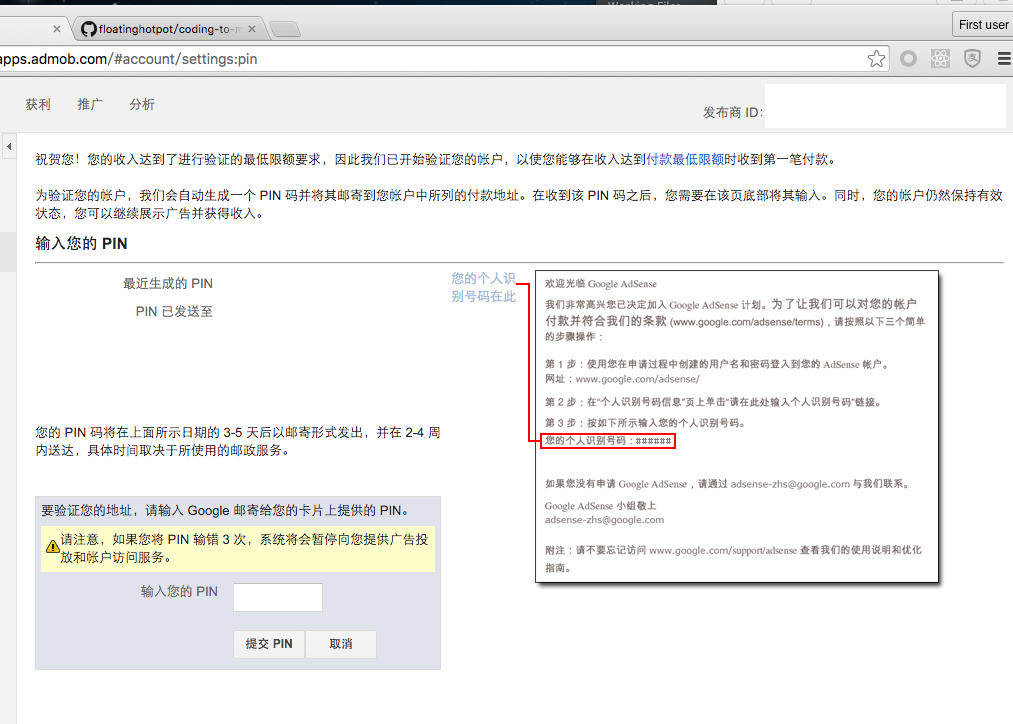 Working Files
floatinghotpot/coding-to-m
First user
apps.admob.com/#account/settings:pin
获利 推广 分析
发布商 ID:
祝贺您！您的收入达到了进行验证的最低限额要求，因此我们已开始验证您的帐户，以使您能够在收入达到付款最低限额时收到第一笔付款。
为验证您的帐户，我们会自动生成一个 PIN 码并将其邮寄到您帐户中所列的付款地址。在收到该 PIN 码之后，您需要在该页底部将其输入。同时，您的帐户仍然保持有效
状态，您可以继续展示广告并获得收入。
输入您的 PIN
最近生成的 PIN
PIN 已发送至
您的 PIN 码将在上面所示日期的 3-5 天后以邮寄形式发出，并在 2-4 周
内送达，具体时间取决于所使用的邮政服务。
要验证您的地址，请输入 Google 邮寄给您的卡片上提供的 PIN。
请注意，如果您将 PIN 输错 3 次，系统将会暂停向您提供广告投
放和帐户访问服务。
输入您的 PIN
提交 PIN 取消
您的个人识
别号码在此
欢迎光临 Google AdSense
我们非常高兴您已决定加入 Google AdSense 计划。为了让我们可以对您的帐户
付款并符合我们的条款 (www.google.com/adsense/terms)，请按照以下三个简单
的步骤操作：
第 1 步：使用您在申请过程中创建的用户名和密码登入到您的 AdSense 帐户。
网址：www.google.com/adsense/
第 2 步：在“个人识别号码信息”页上单击“请在此处输入个人识别号码”链接。
第 3 步：按如下所示输入您的个人识别号码。
您的个人识别号码：######
如果您没有申请 Google AdSense，请通过 adsense-zhs@google.com 与我们联系。
Google AdSense 小组敬上
adsense-zhs@google.com
附注：请不要忘记访问 www.google.com/support/adsense 查看我们的使用说明和优化
指南。